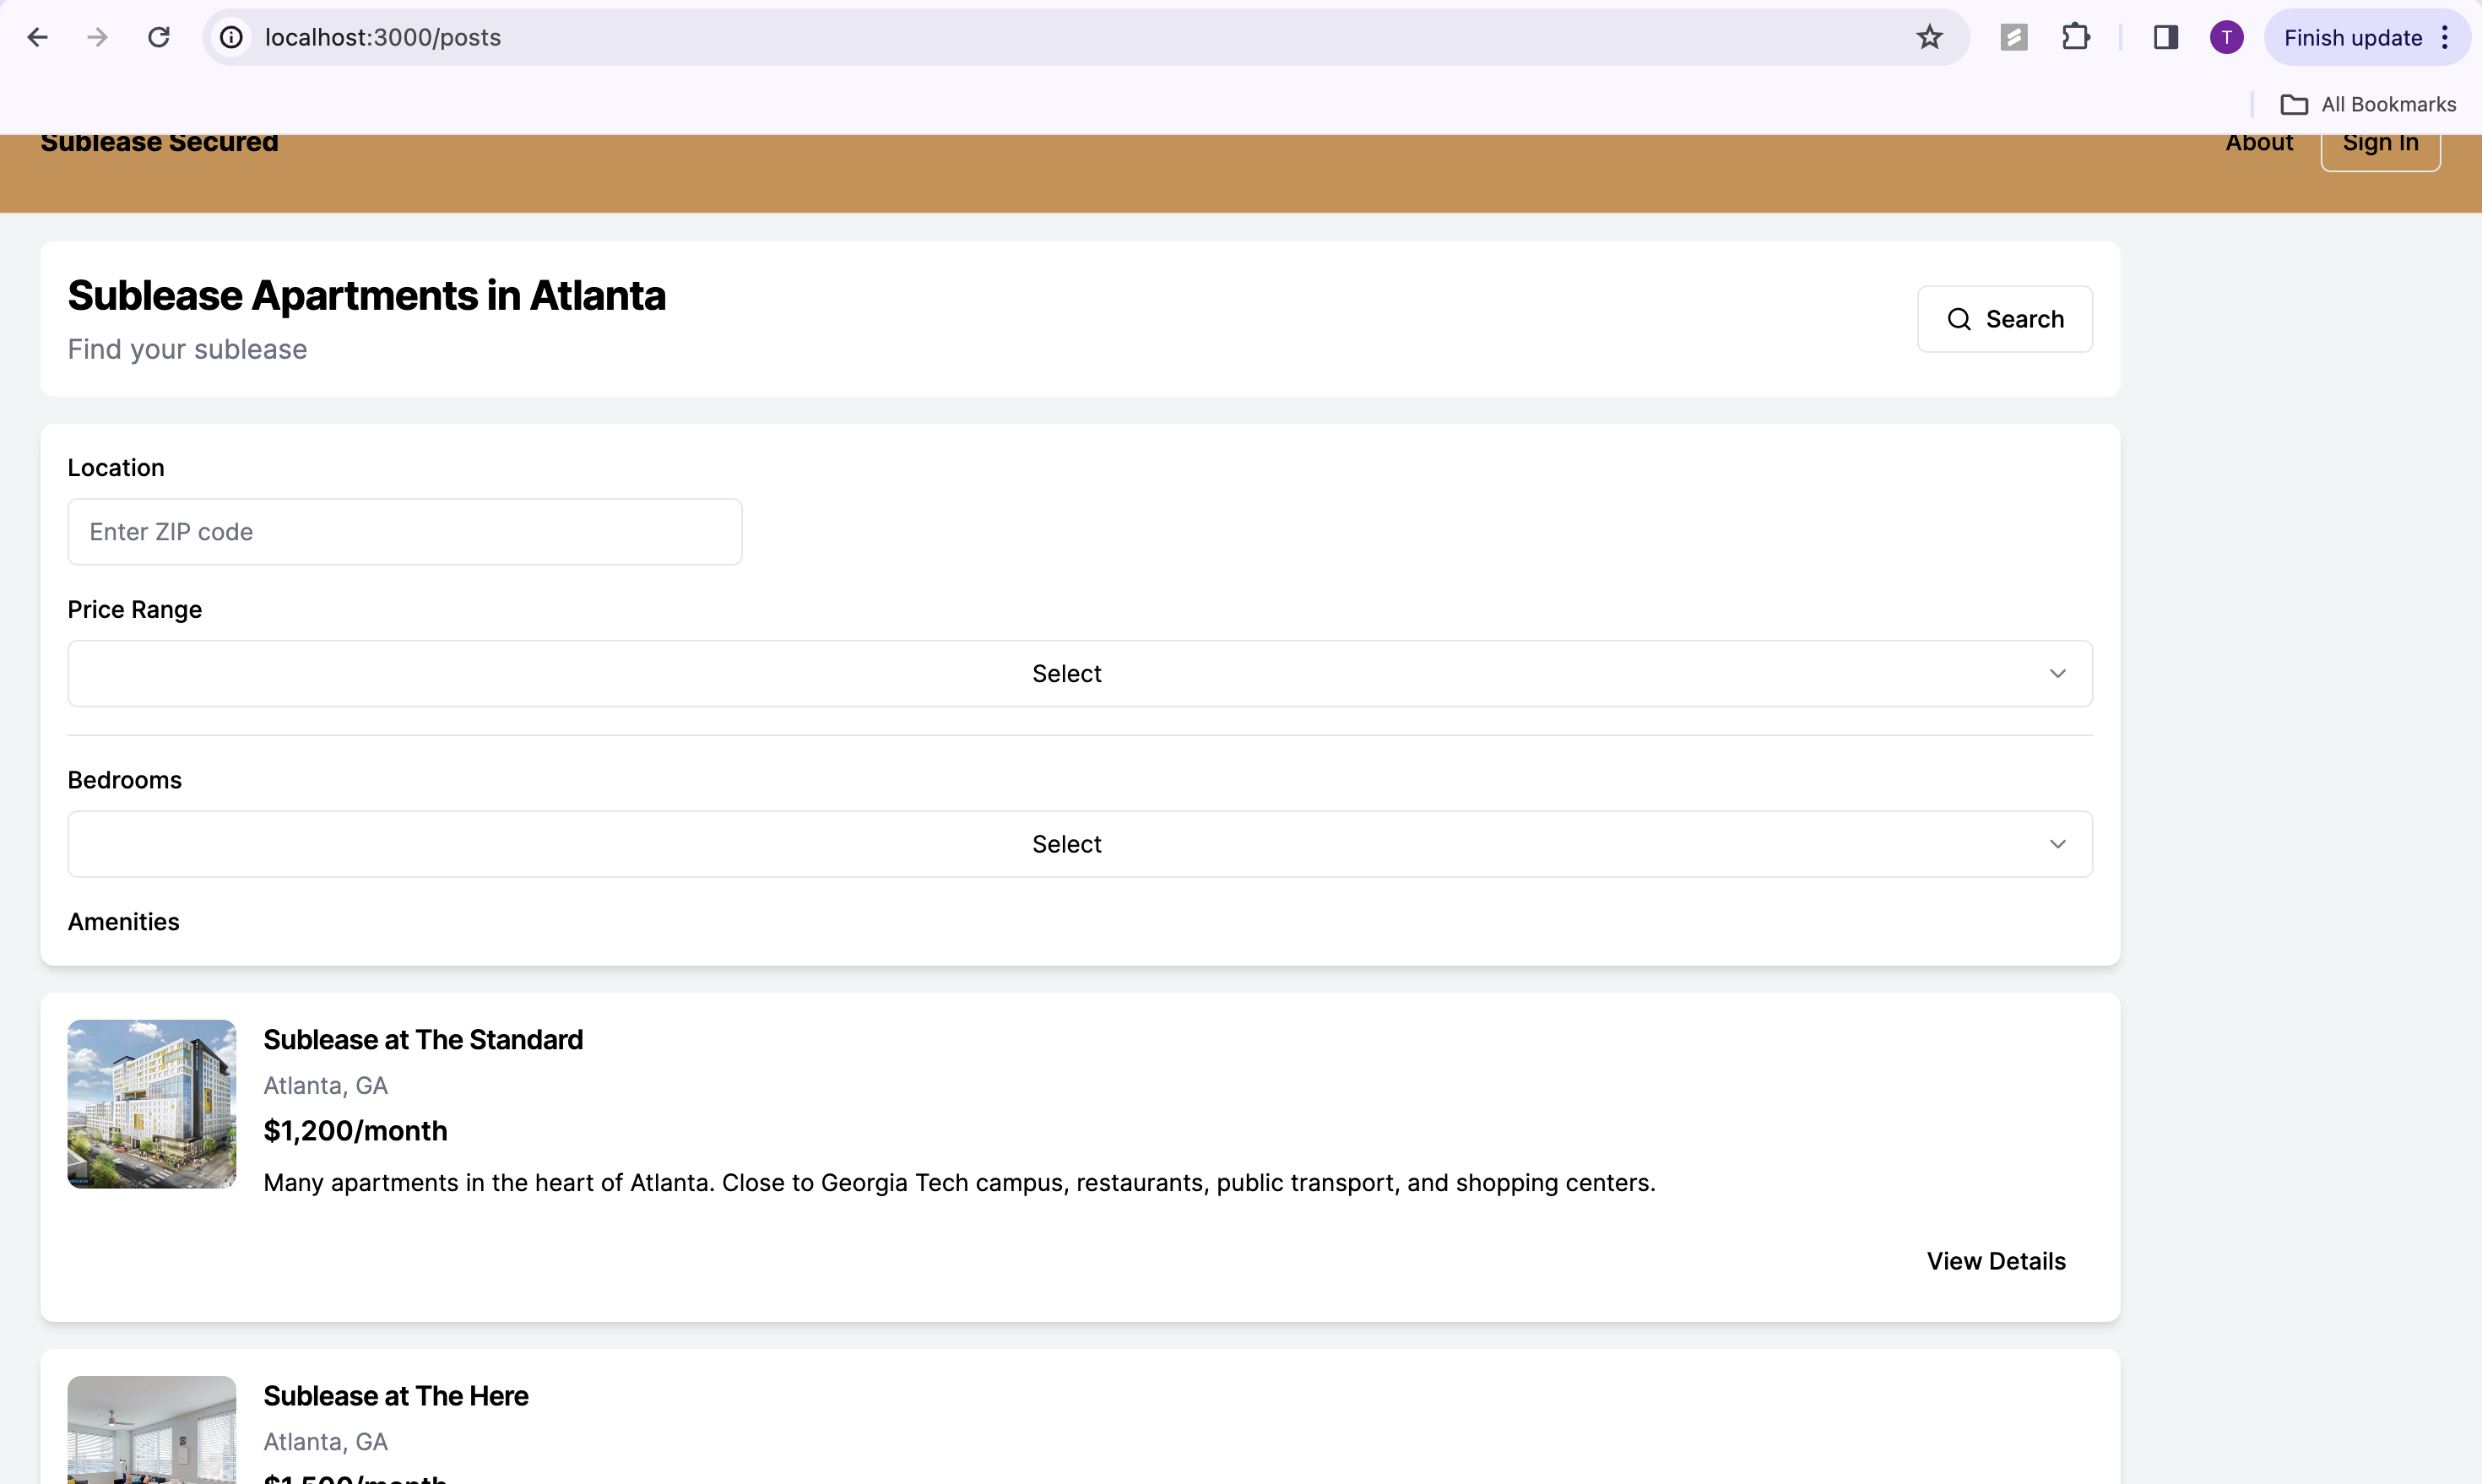 localhost:3000/posts
T
Finish update
All Bookmarks
Sublease Secured
About
Sign In
Sublease Apartments in Atlanta
Find your sublease
Search
Location
Enter ZIP code
Price Range
Select
Bedrooms
Select
Amenities
Sublease at The Standard
Atlanta, GA
$1,200/month
Many apartments in the heart of Atlanta. Close to Georgia Tech campus, restaurants, public transport, and shopping centers.
View Details
Sublease at The Here
Atlanta, GA
$1,500/month